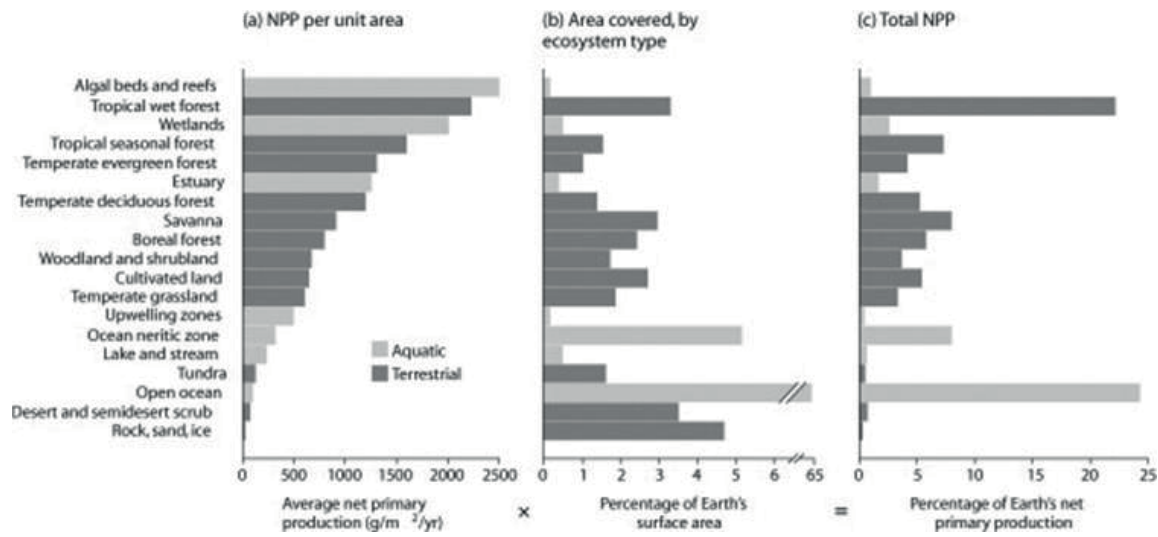 (a) NPP per unit area
(b) Area covered, by
ecosystem type
(c) Total NPP
Algal beds and reefs
Tropical wet forest
Wetlands
Tropical seasonal forest
Temperate evergreen forest
Estuary
Temperate deciduous forest
Savanna
Boreal forest
Woodland and shrubland
Cultivated land
Temperate grassland
Upwelling zones
Ocean neritic zone
Lake and stream
Tundra
Open ocean
Desert and semidesert scrub
Rock, sand, ice
Aquatic
Terrestrial
0 500 1000 1500 2000 2500
Average net primary
production (g/m ²/yr)
×
0 1 2 3 4 5 6 65
Percentage of Earth's
surface area
=
0 5 10 15 20 25
Percentage of Earth's net
primary production